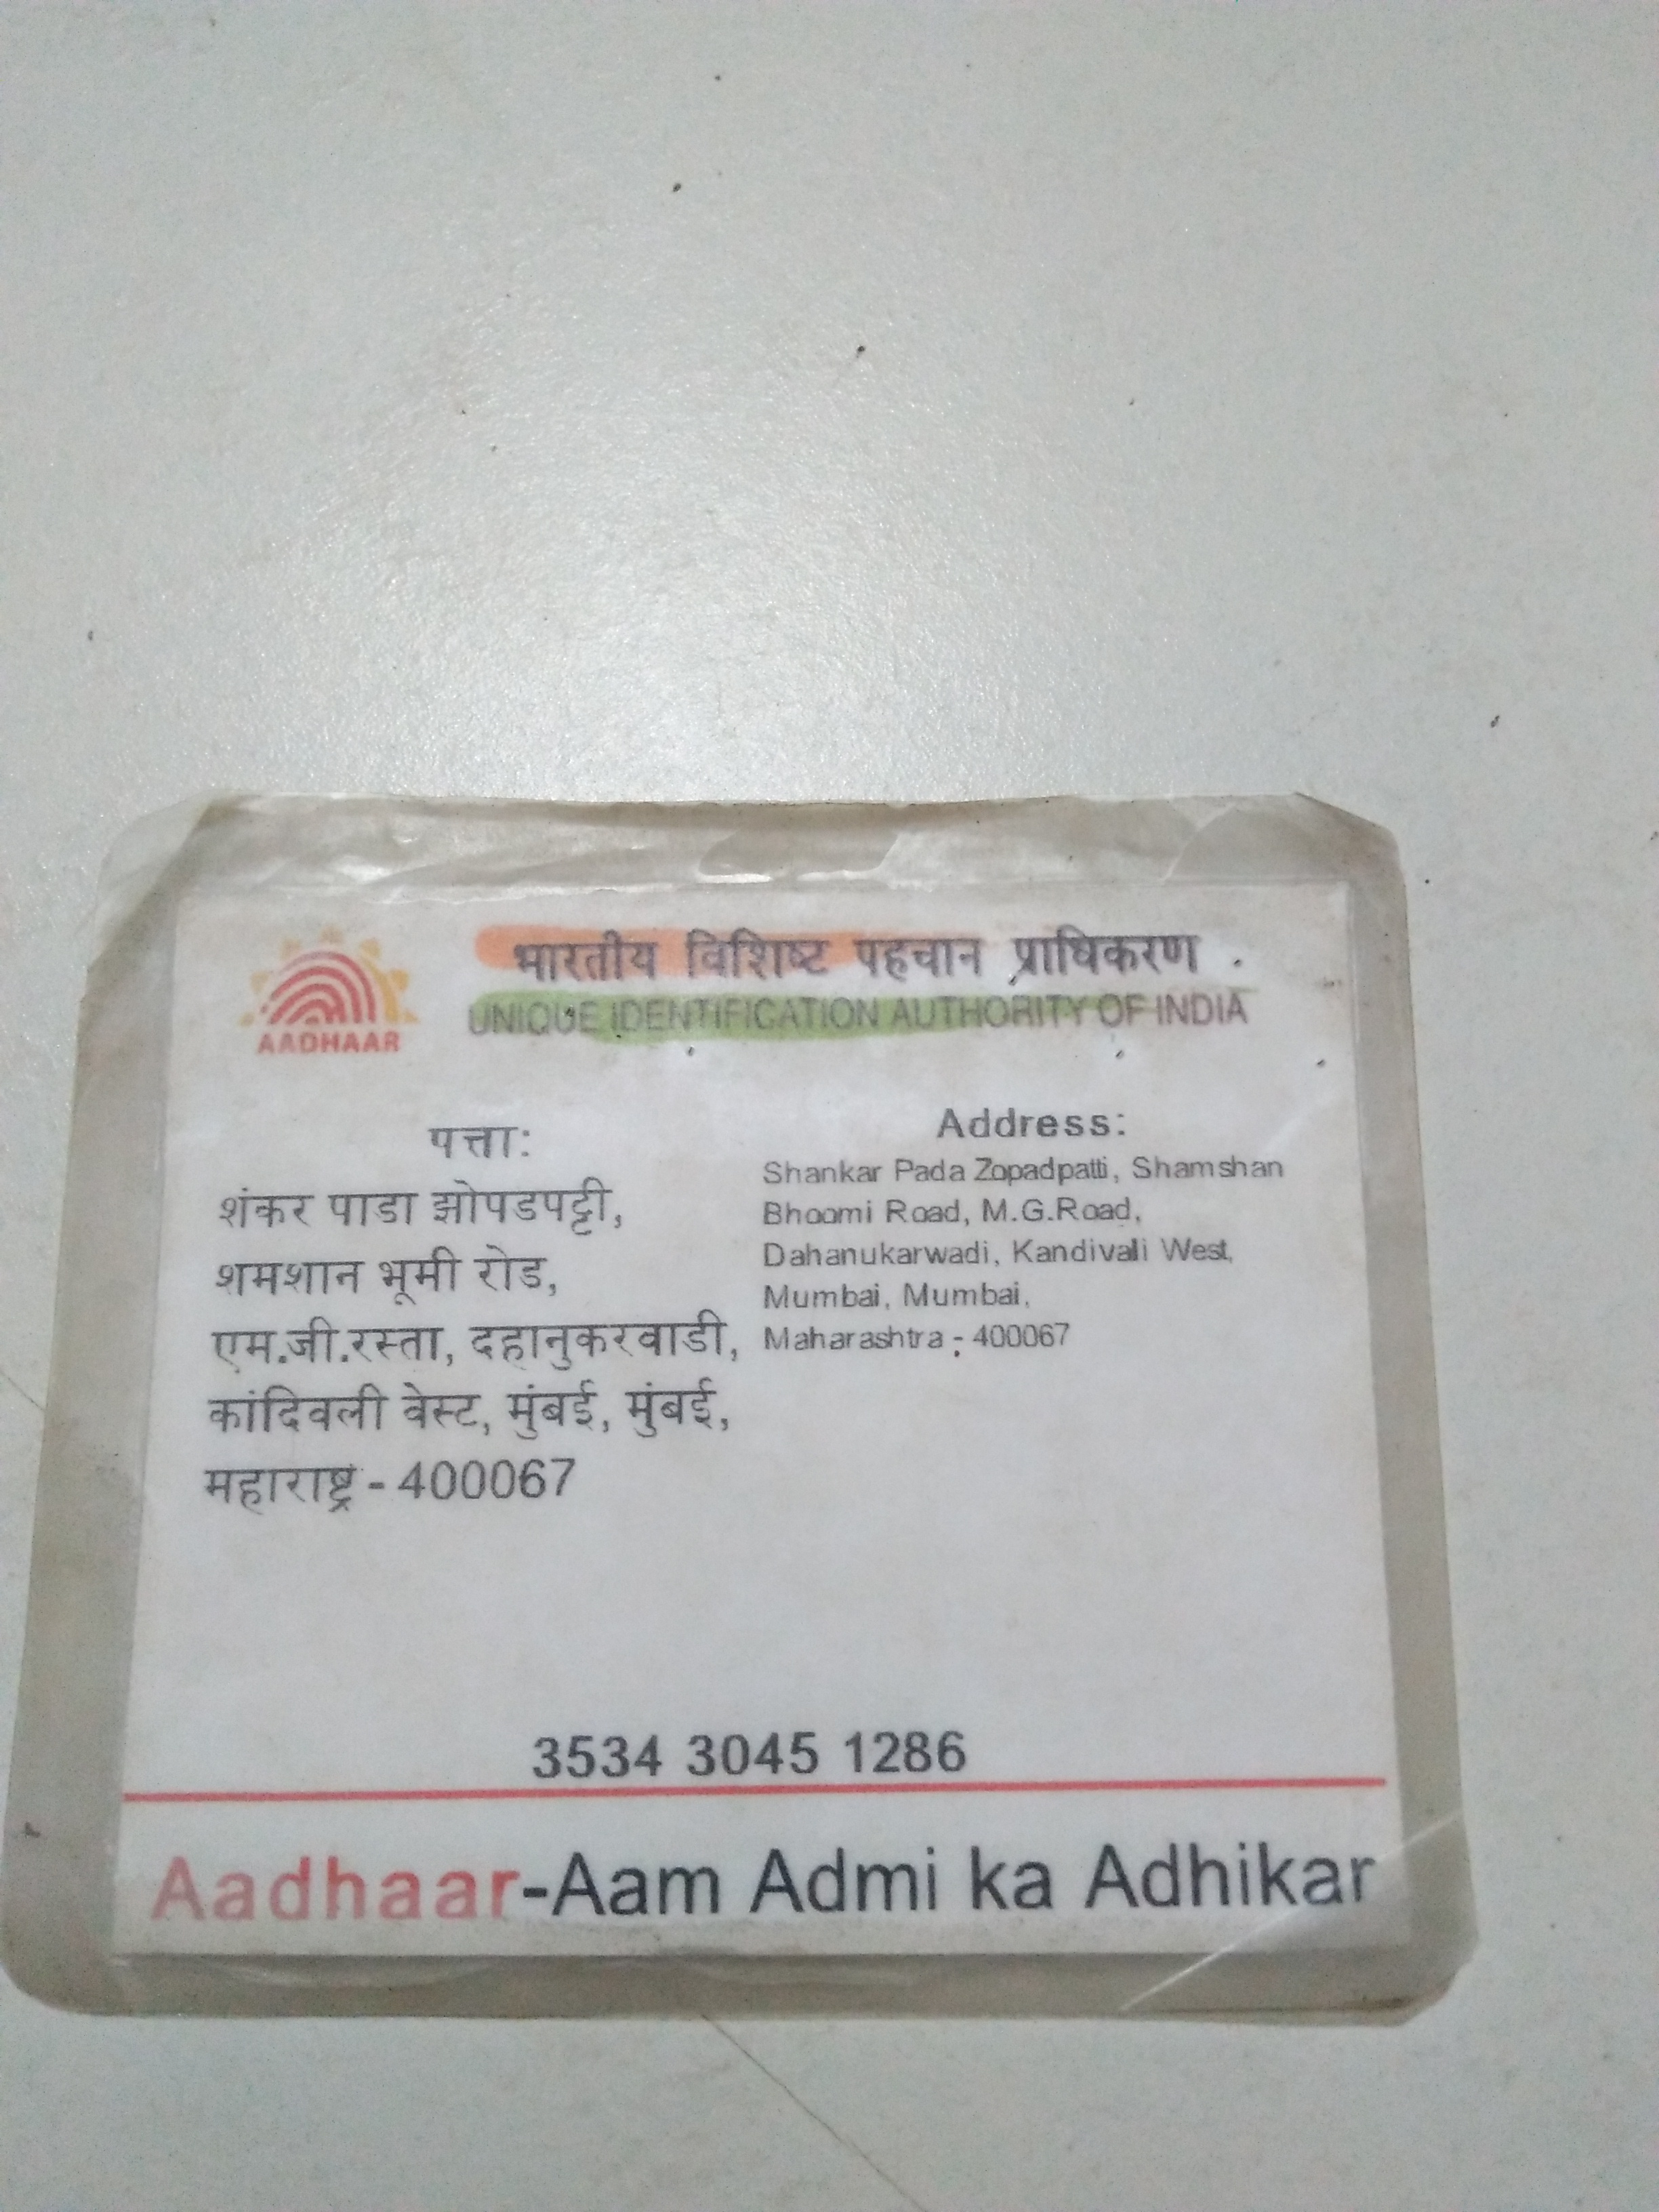 AADHAAR
भारतीय विशिष्ट पहचान प्राधिकरण
UNIQUE IDENTIFICATION AUTHORITY OF INDIA
पत्ता:
शंकर पाडा झोपडपट्टी,
शमशान भूमी रोड,
एम.जी.रस्ता, दहानुकरवाडी,
कांदिवली वेस्ट, मुंबई, मुंबई,
महाराष्ट्र - 400067
Address:
Shankar Pada Zopadpatti, Shamshan
Bhoomi Road, M.G.Road,
Dahanukarwadi, Kandivali West,
Mumbai, Mumbai,
Maharashtra - 400067
3534 3045 1286
Aadhaar-Aam Admi ka Adhikar